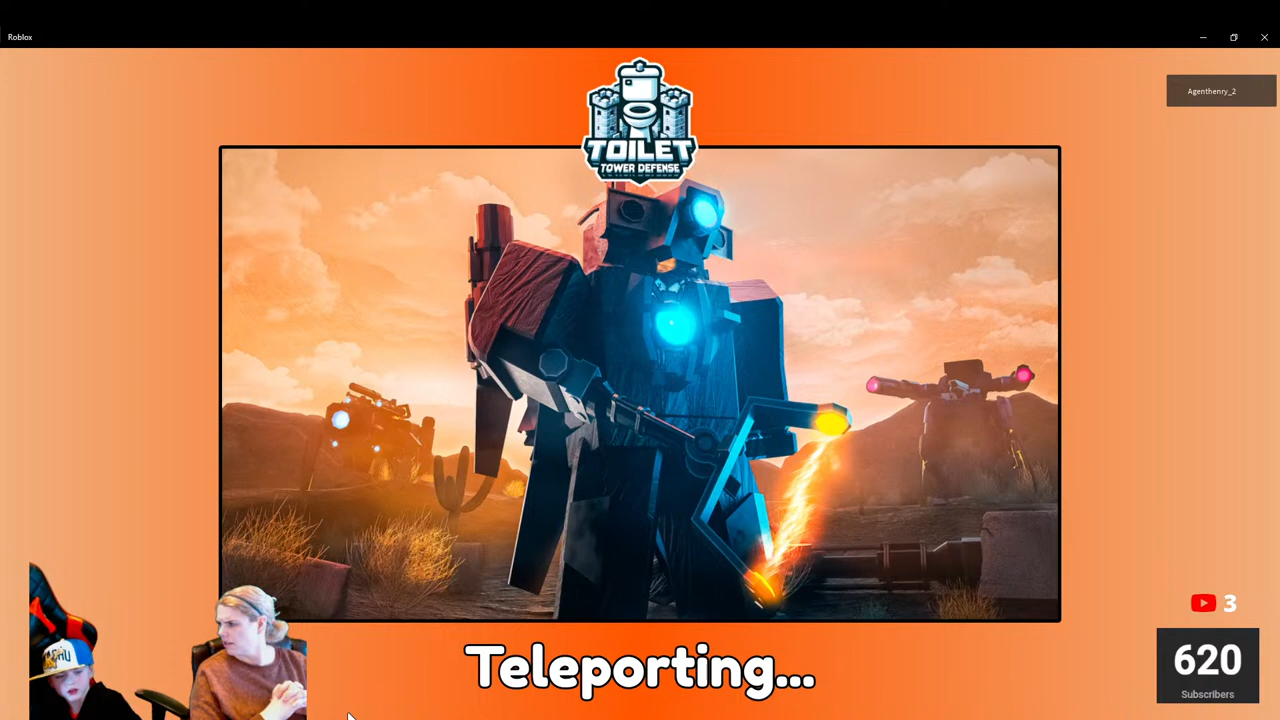 Roblox
Agenthenry_2
TOILET
TOWER DEFENSE
3
620
Subscribers
Teleporting...